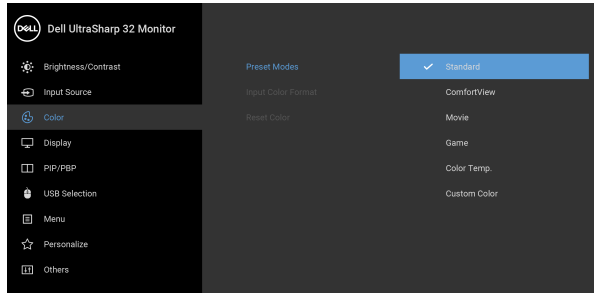 DELL
Dell UltraSharp 32 Monitor
Brightness/Contrast
Input Source
Color
Display
PIP/PBP
USB Selection
Menu
Personalize
Others
Preset Modes
Input Color Format
Reset Color
Standard
ComfortView
Movie
Game
Color Temp.
Custom Color